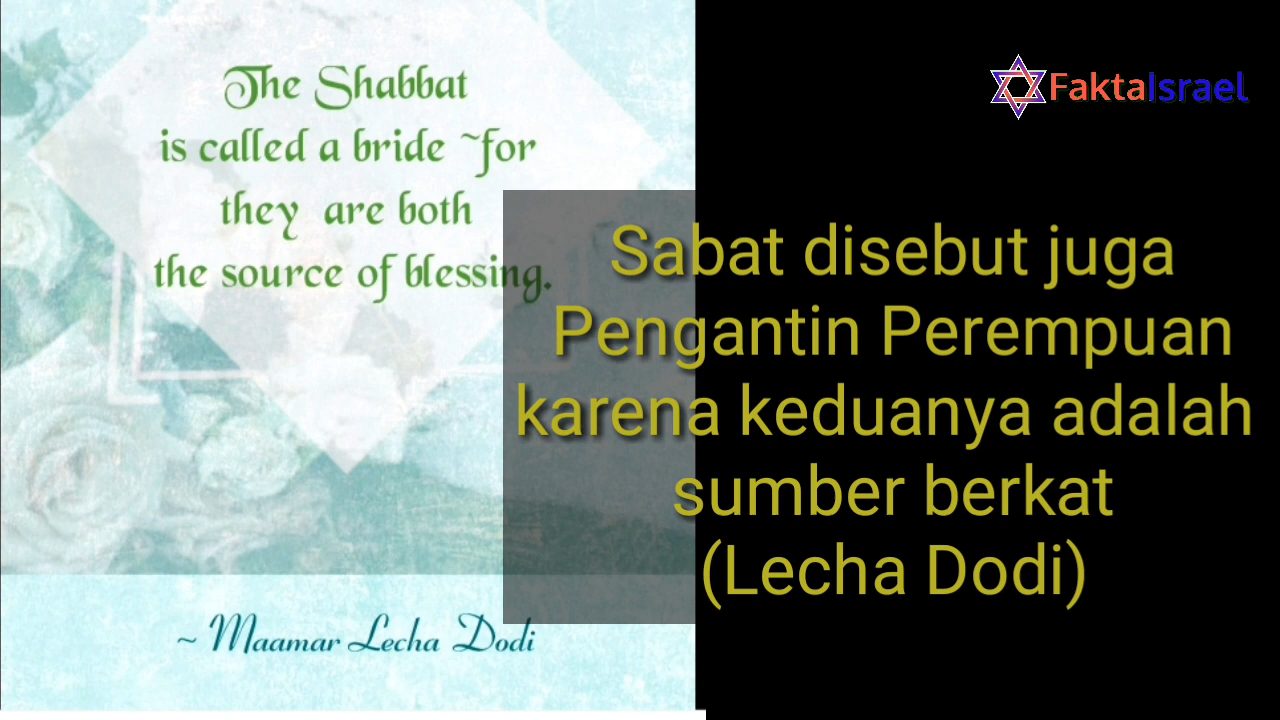 The Shabbat
is called a bride ~for
they are both
the source of blessing.
~ Maamar Lecha Dodi
FaktaIsrael
Sabat disebut juga
Pengantin Perempuan
karena keduanya adalah
sumber berkat
(Lecha Dodi)